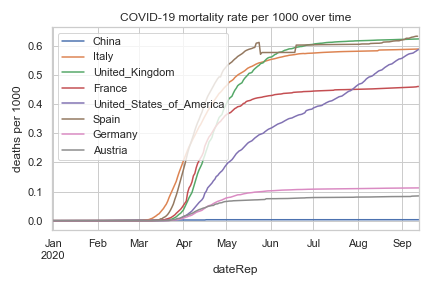 COVID-19 mortality rate per 1000 over time
deaths per 1000
0.6
0.5
0.4
0.3
0.2
0.1
0.0
China
Italy
United_Kingdom
France
United_States_of_America
Spain
Germany
Austria
Jan Feb Mar Apr May Jun Jul Aug Sep
2020
dateRep